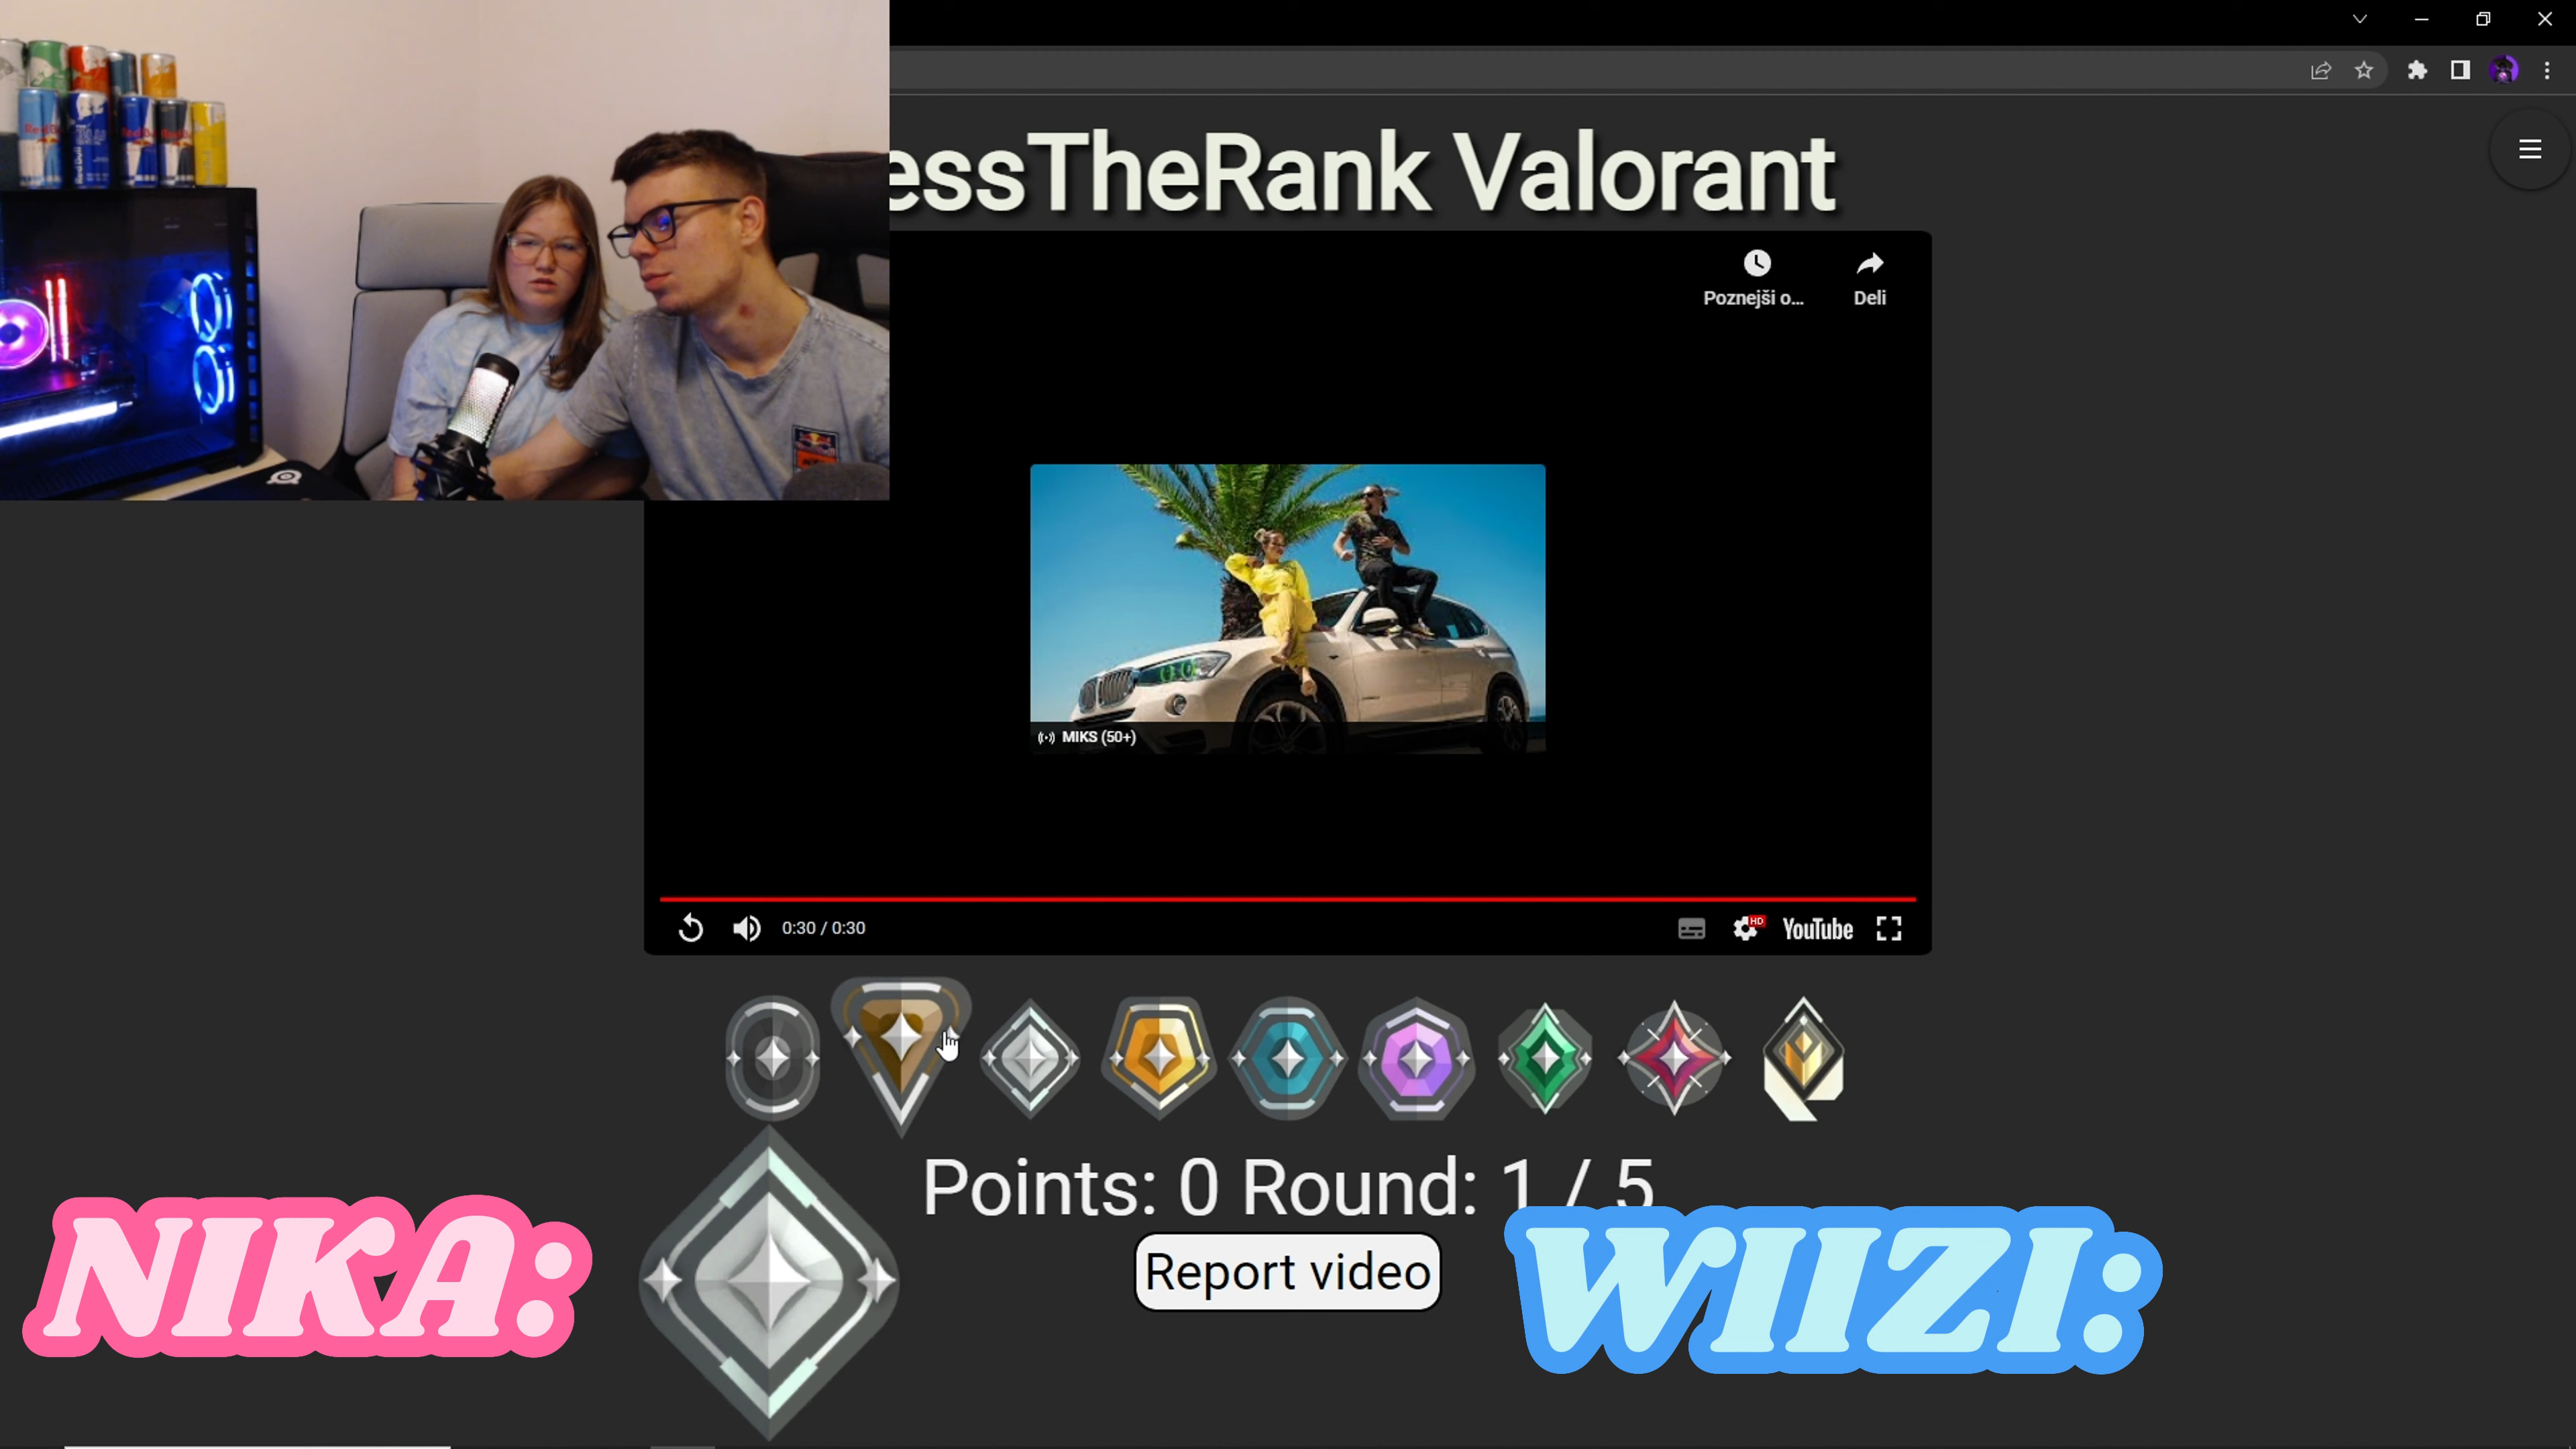 essTheRank Valorant
Poznejši o...
Deli
MIKS (50+)
0:30 / 0:30
HD
YouTube
Points: 0 Round: 1 / 5
Report video
NIKA:
WIIZI: